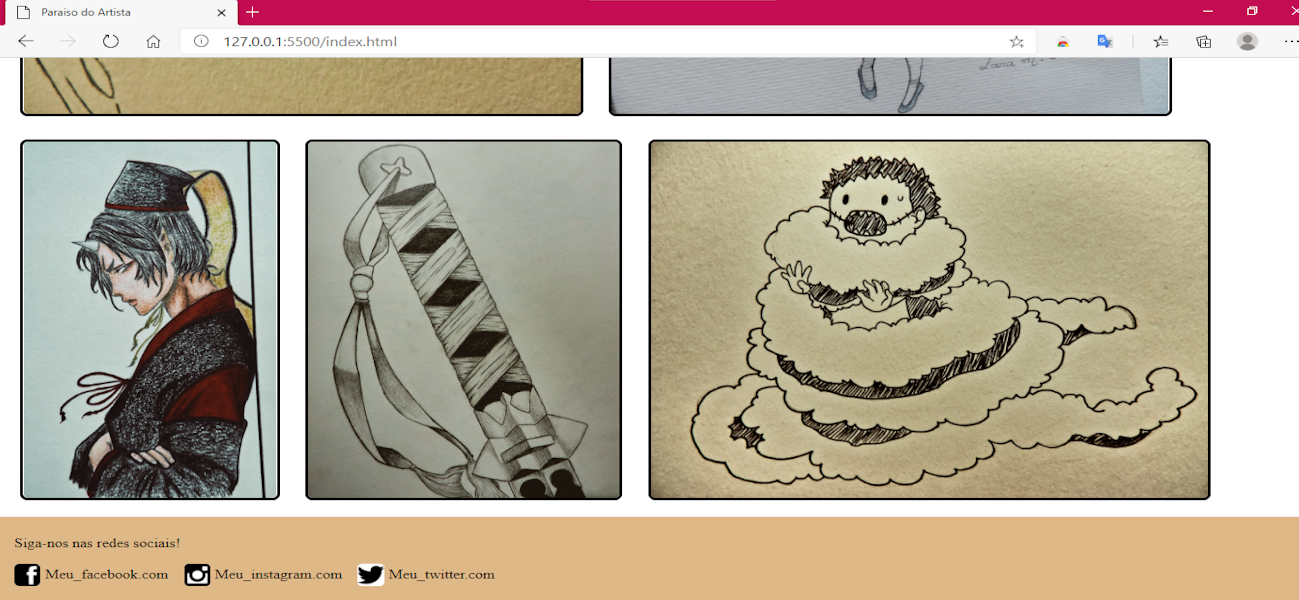 Paraiso do Artista
127.0.0.1:5500/index.html
Lara M.
Siga-nos nas redes sociais!
Meu_facebook.com Meu_instagram.com Meu_twitter.com